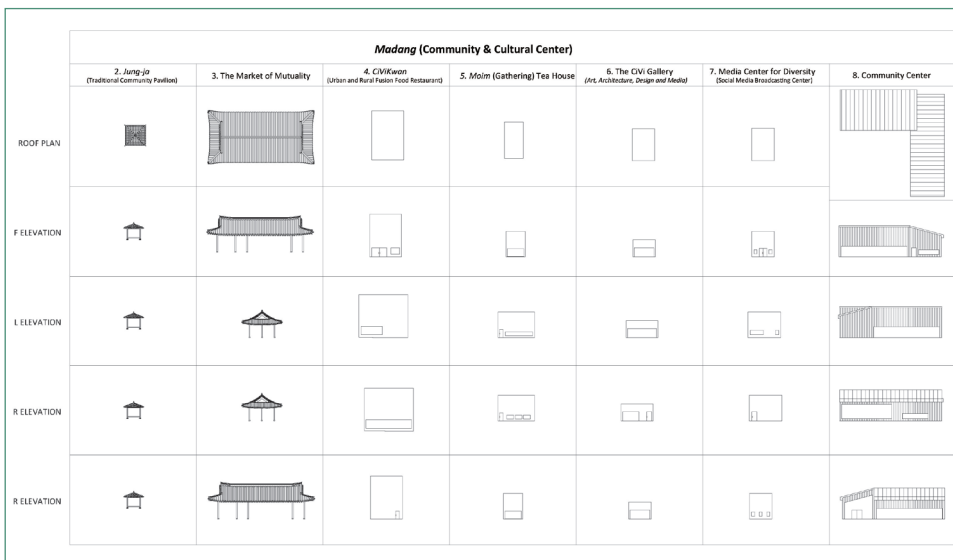 Madang (Community & Cultural Center)
2. Jung-ja
(Traditional Community Pavilion)
3. The Market of Mutuality
4. CiViKwan
(Urban and Rural Fusion Food Restaurant)
5. Moim (Gathering) Tea House
6. The CiVi Gallery
(Art, Architecture, Design and Media)
7. Media Center for Diversity
(Social Media Broadcasting Center)
8. Community Center
ROOF PLAN
F ELEVATION
L ELEVATION
R ELEVATION
R ELEVATION